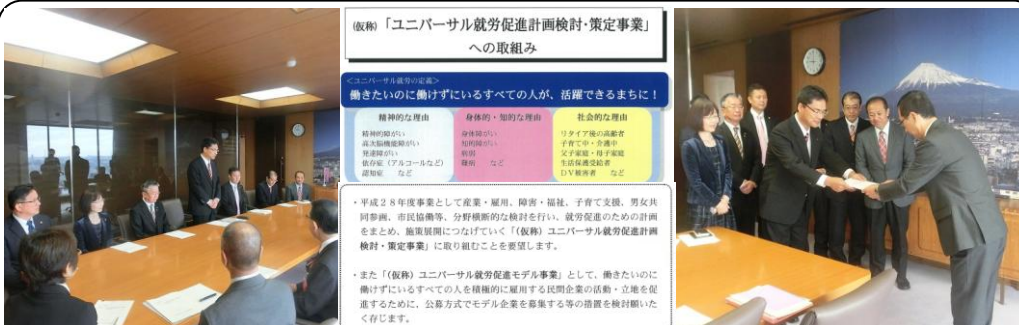 (仮称)「ユニバーサル就労促進計画検討・策定事業」
への取組み
<ユニバーサル就労の定義>
働きたいのに働けずにいるすべての人が、活躍できるまちに！
精神的な理由
精神的障がい
高次脳機能障がい
発達障がい
依存症（アルコールなど）
認知症　など
身体的・知的な理由
身体障がい
知的障がい
病弱
難病　など
社会的な理由
リタイア後の高齢者
子育て中・介護中
父子家庭・母子家庭
生活保護受給者
DV被害者　など
・平成２８年度事業として産業・雇用、障害・福祉、子育て支援、男女共
同参画、市民協働等、分野横断的な検討を行い、就労促進のための計画
をまとめ、施策展開につなげていく「(仮称）ユニバーサル就労促進計画
検討・策定事業」に取り組むことを要望します。
・また「(仮称）ユニバーサル就労促進モデル事業」として、働きたいのに
働けずにいるすべての人を積極的に雇用する民間企業の活動・立地を促
進するために、公募方式でモデル企業を募集する等の措置を検討願いた
く存じます。